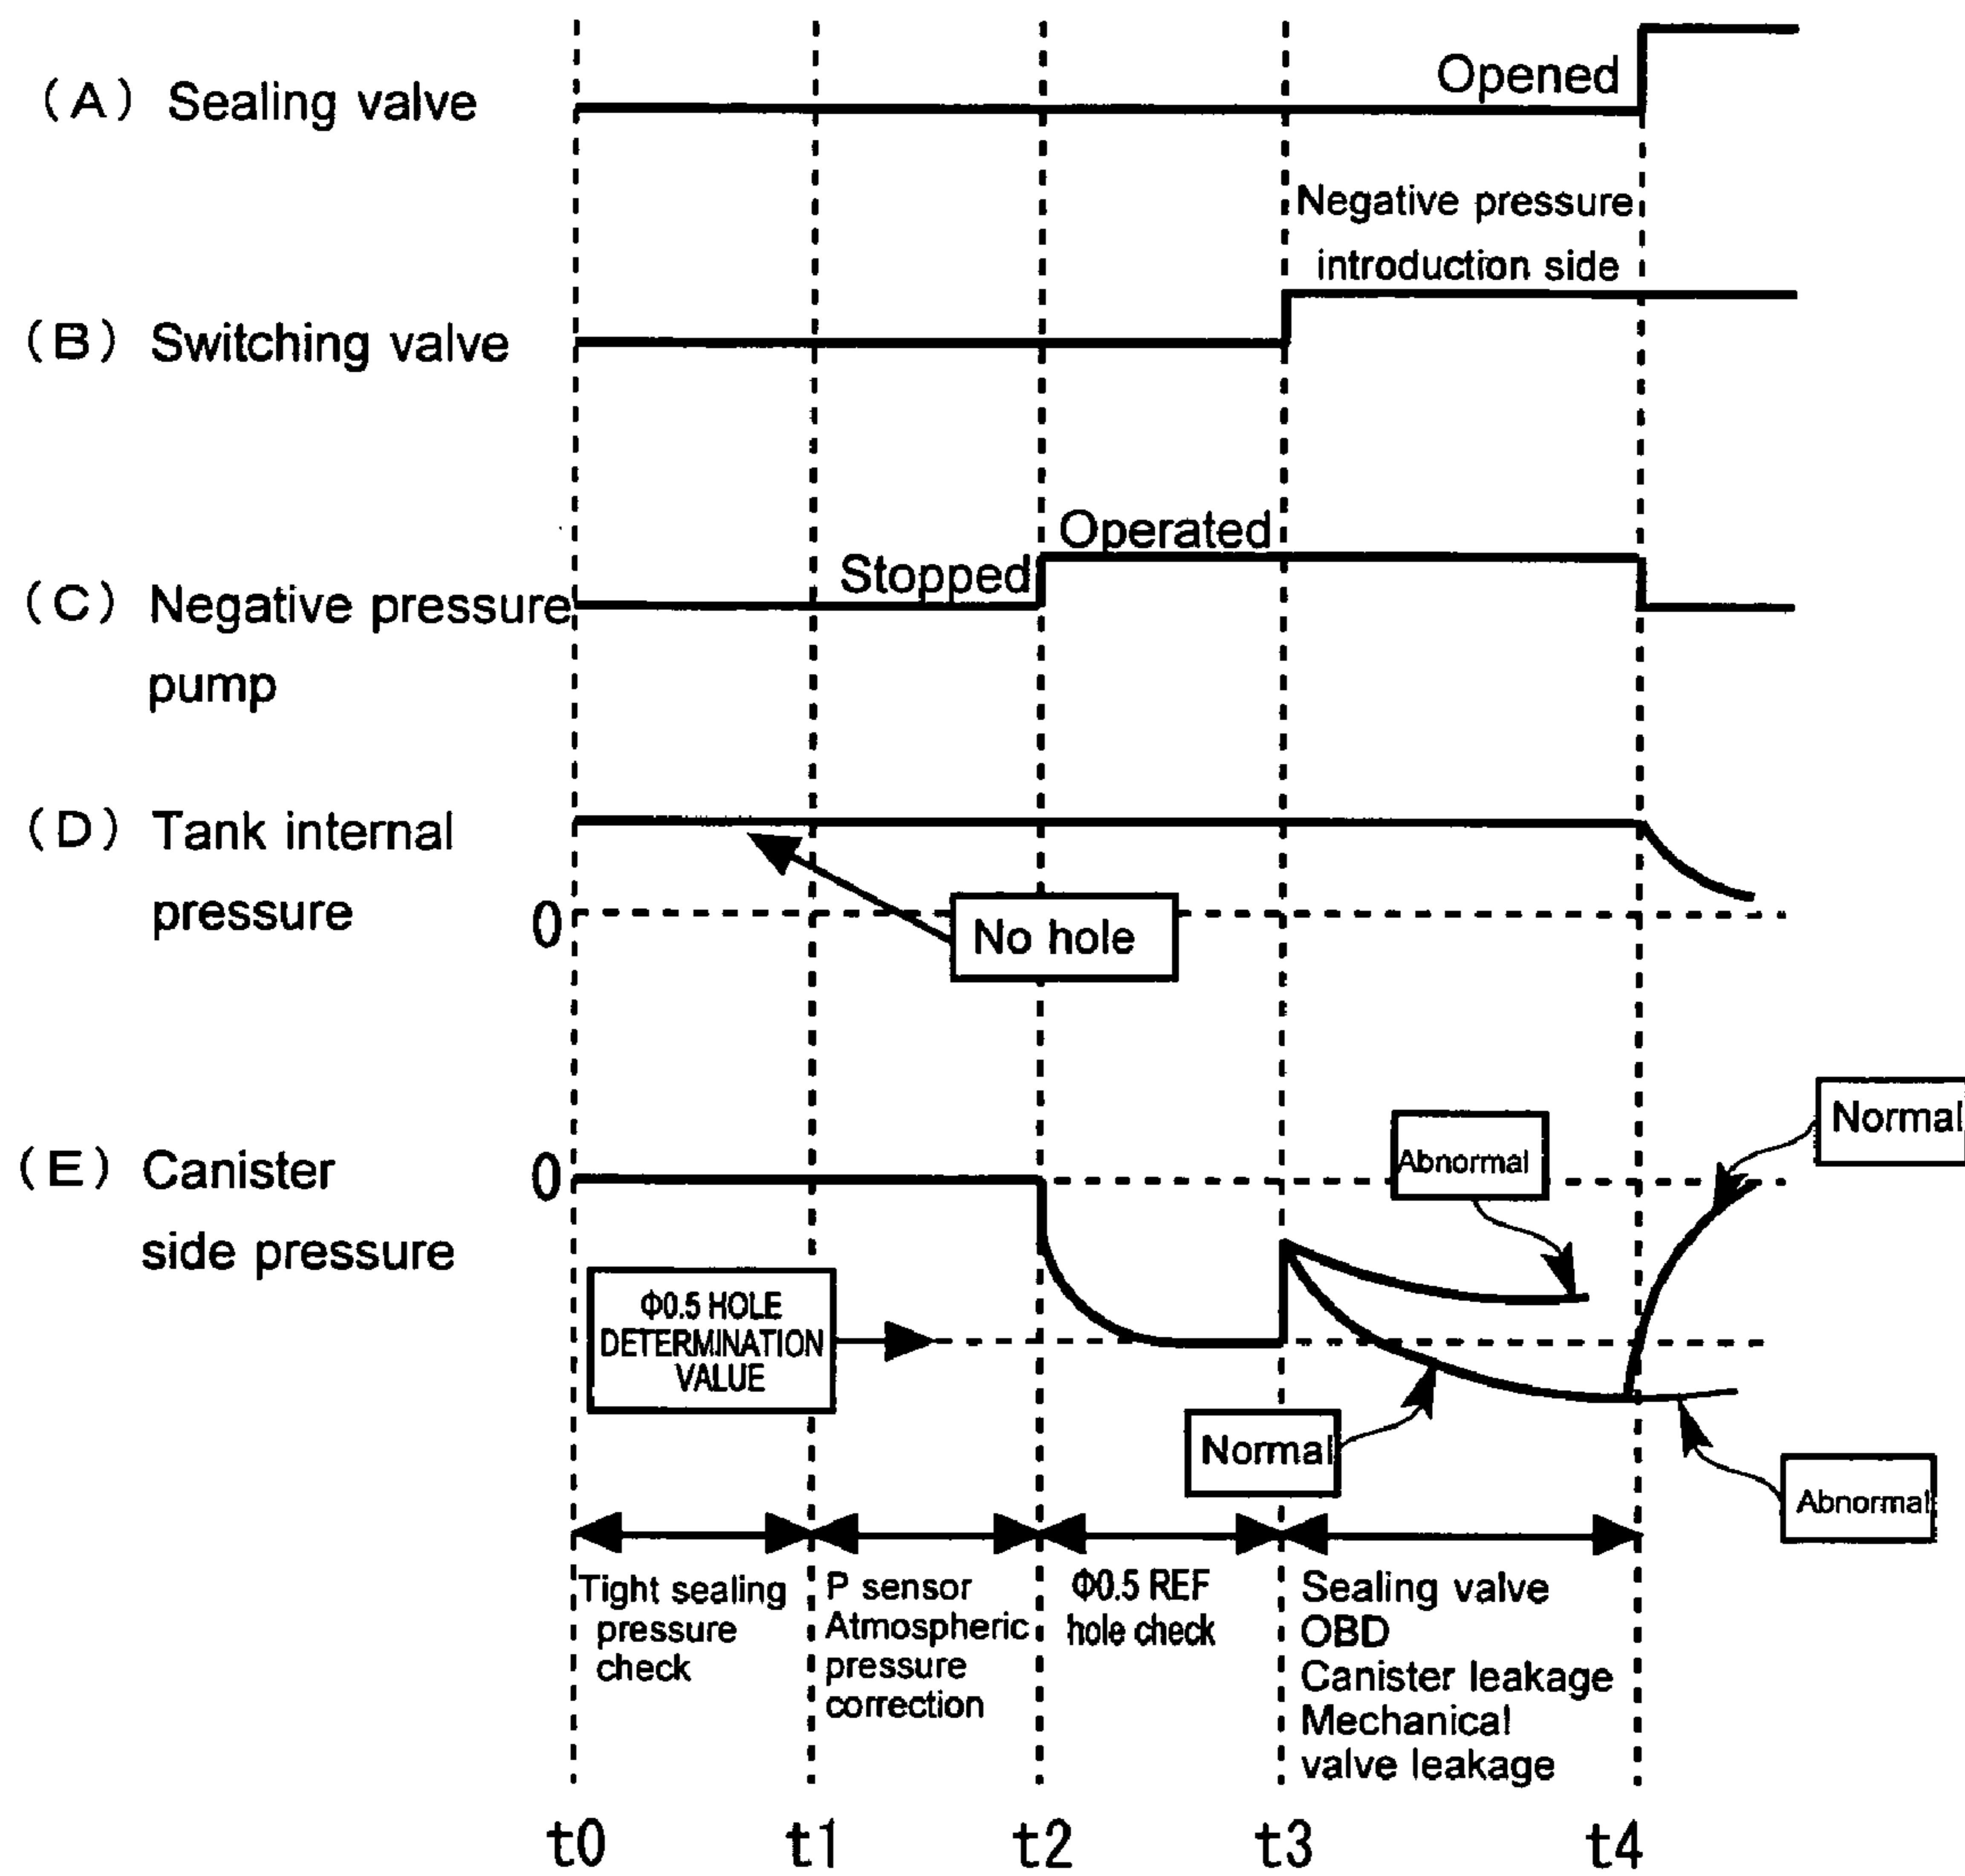 Opened
(A) Sealing valve
Negative pressure
introduction side
(B) Switching valve
Operated
Stopped
(C) Negative pressure
pump
(D) Tank internal
pressure
0
No hole
Normal
Abnormal
(E) Canister
0
side pressure
Φ0.5 HOLE
DETERMINATION
VALUE
Normal
Abnormal
Tight sealing
pressure
check
P sensor
Atmospheric
pressure
correction
Φ0.5 REF
hole check
Sealing valve
OBD
Canister leakage
Mechanical
valve leakage
t0 t1 t2 t3 t4